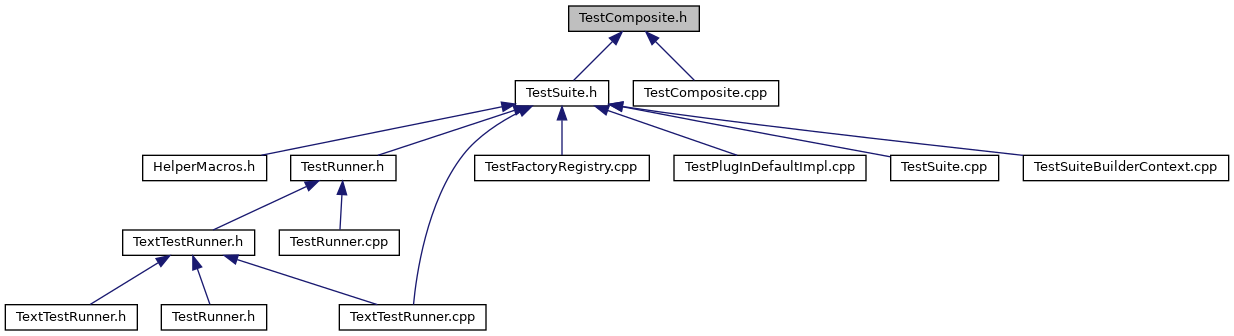 TestComposite.h
TestSuite.h
TestComposite.cpp
HelperMacros.h
TestRunner.h
TestFactoryRegistry.cpp
TestPlugInDefaultImpl.cpp
TestSuite.cpp
TestSuiteBuilderContext.cpp
TextTestRunner.h
TestRunner.cpp
TextTestRunner.h
TestRunner.h
TextTestRunner.cpp